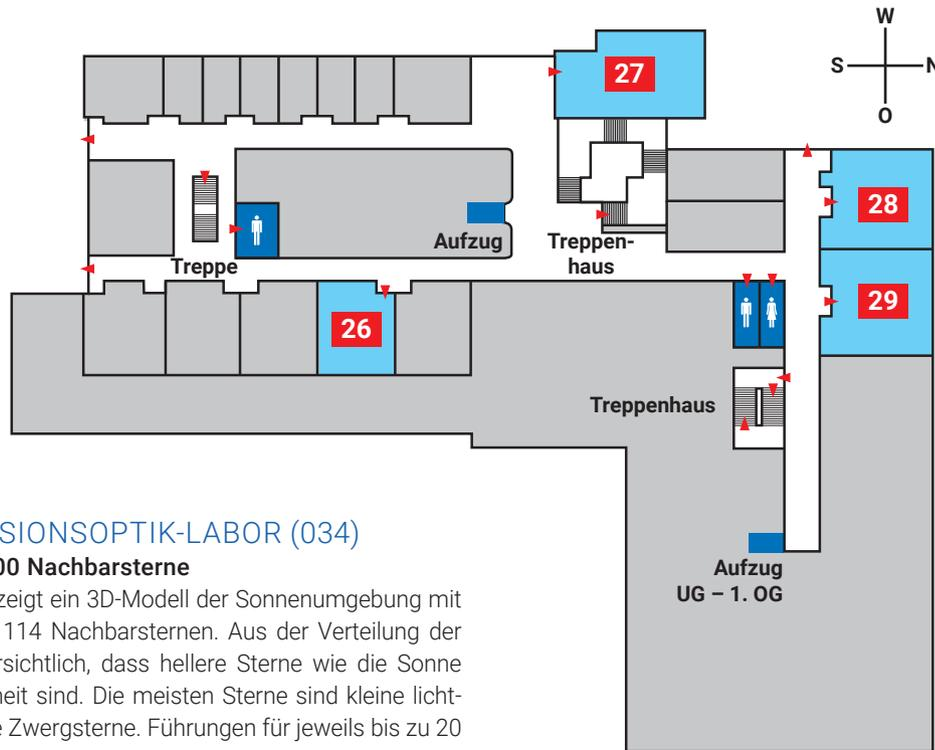 W
S
N
O
27
28
Aufzug
Treppen-
haus
Treppe
29
26
Treppenhaus
Aufzug
UG – 1. OG
SIONSOPTIK-LABOR (034)
00 Nachbarsterne
zeigt ein 3D-Modell der Sonnenumgebung mit
114 Nachbarsternen. Aus der Verteilung der
rsichtlich, dass hellere Sterne wie die Sonne
heit sind. Die meisten Sterne sind kleine licht-
e Zwergsterne. Führungen für jeweils bis zu 20